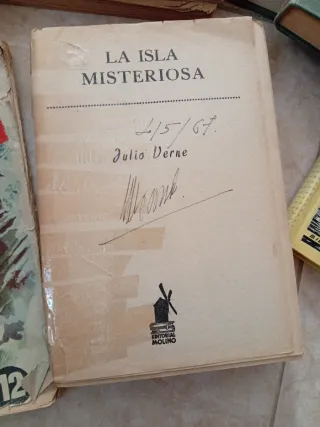 LA ISLA
MISTERIOSA
4/5/67.
Julio Verne
EDITORIAL
MOLINO
12